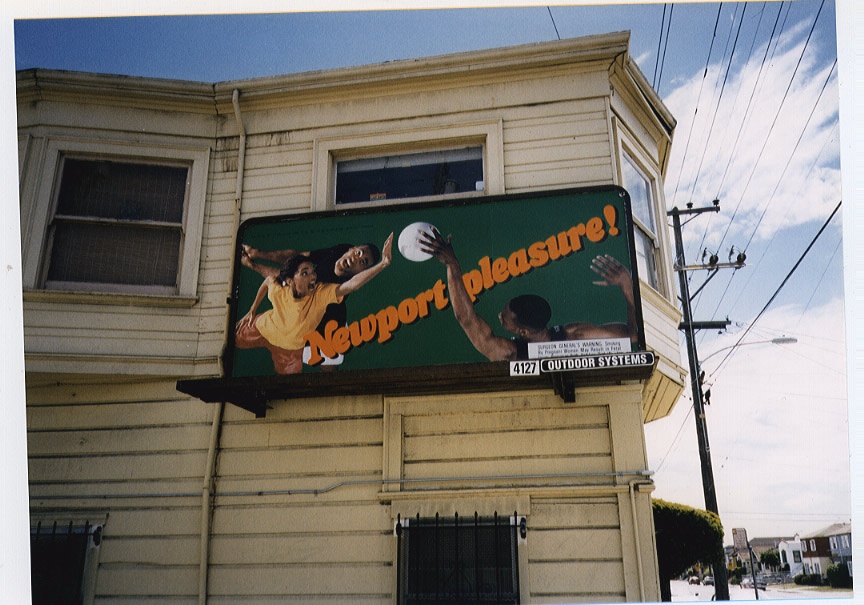 Newport pleasure!
SURGEON GENERAL'S WARNING: Smoking
By Pregnant Women May Result in Fetal
4127 OUTDOOR SYSTEMS